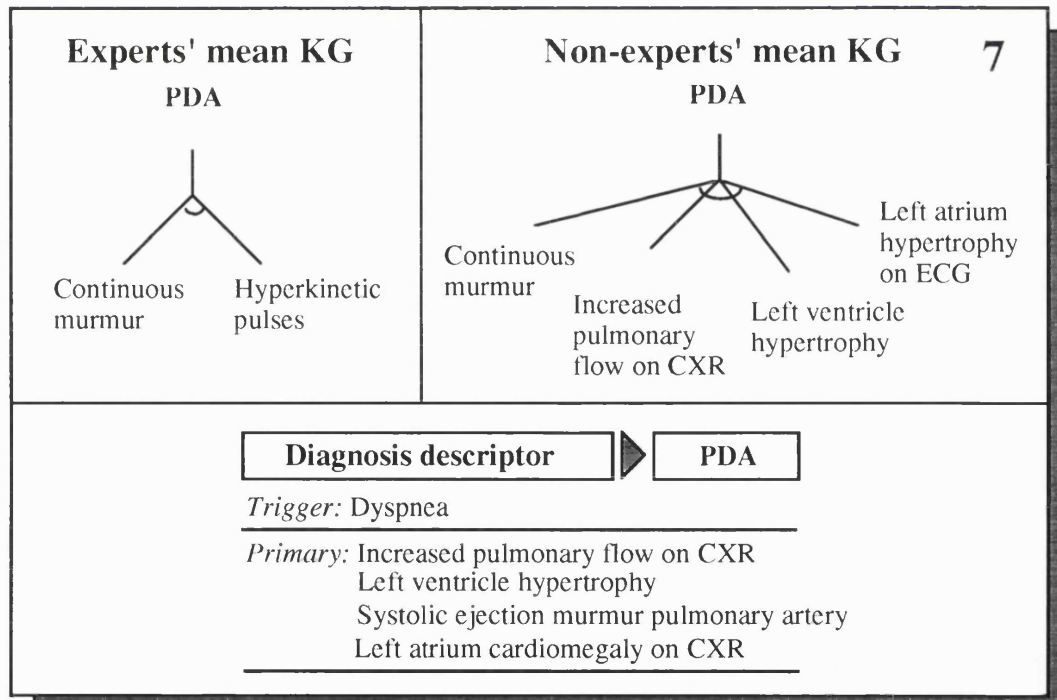 Experts' mean KG
PDA
Continuous
murmur
Hyperkinetic
pulses
Non-experts' mean KG
7
PDA
Continuous
murmur
Increased
pulmonary
flow on CXR
Left ventricle
hypertrophy
Left atrium
hypertrophy
on ECG
Diagnosis descriptor
PDA
Trigger: Dyspnea
Primary: Increased pulmonary flow on CXR
Left ventricle hypertrophy
Systolic ejection murmur pulmonary artery
Left atrium cardiomegaly on CXR